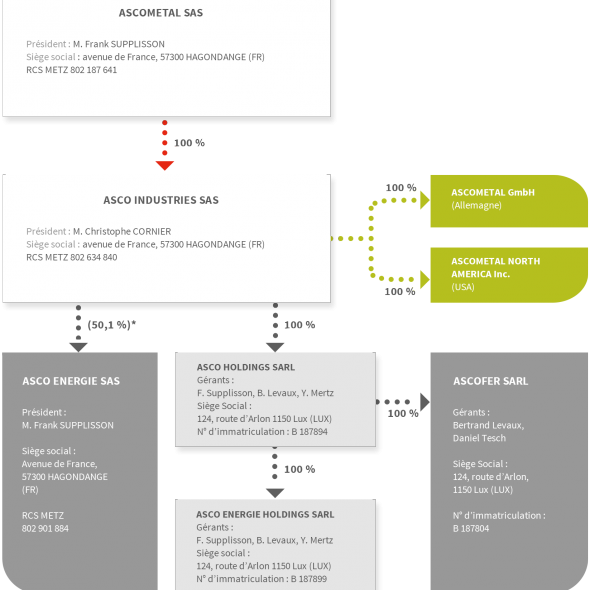 ASCOMETAL SAS
Président : M. Frank SUPPLISSON
Siège social : avenue de France, 57300 HAGONDANGE (FR)
RCS METZ 802 187 641
100 %
ASCO INDUSTRIES SAS
Président : M. Christophe CORNIER
Siège social : avenue de France, 57300 HAGONDANGE (FR)
RCS METZ 802 634 840
100 %
ASCOMETAL GmbH
(Allemagne)
100 %
ASCOMETAL NORTH
AMERICA Inc.
(USA)
(50,1 %)*
100 %
ASCO ENERGIE SAS
Président :
M. Frank SUPPLISSON
Siège social :
Avenue de France,
57300 HAGONDANGE
(FR)
RCS METZ
802 901 884
ASCO HOLDINGS SARL
Gérants :
F. Supplisson, B. Levaux, Y. Mertz
Siège Social :
124, route d'Arlon 1150 Lux (LUX)
N° d'immatriculation : B 187894
100 %
ASCOFER SARL
Gérants :
Bertrand Levaux,
Daniel Tesch
Siège Social :
124, route d'Arlon,
1150 Lux (LUX)
N° d'immatriculation :
B 187804
100 %
ASCO ENERGIE HOLDINGS SARL
Gérants :
F. Supplisson, B. Levaux, Y. Mertz
Siège social :
124, route d'Arlon 1150 Lux (LUX)
N° d'immatriculation : B 187899